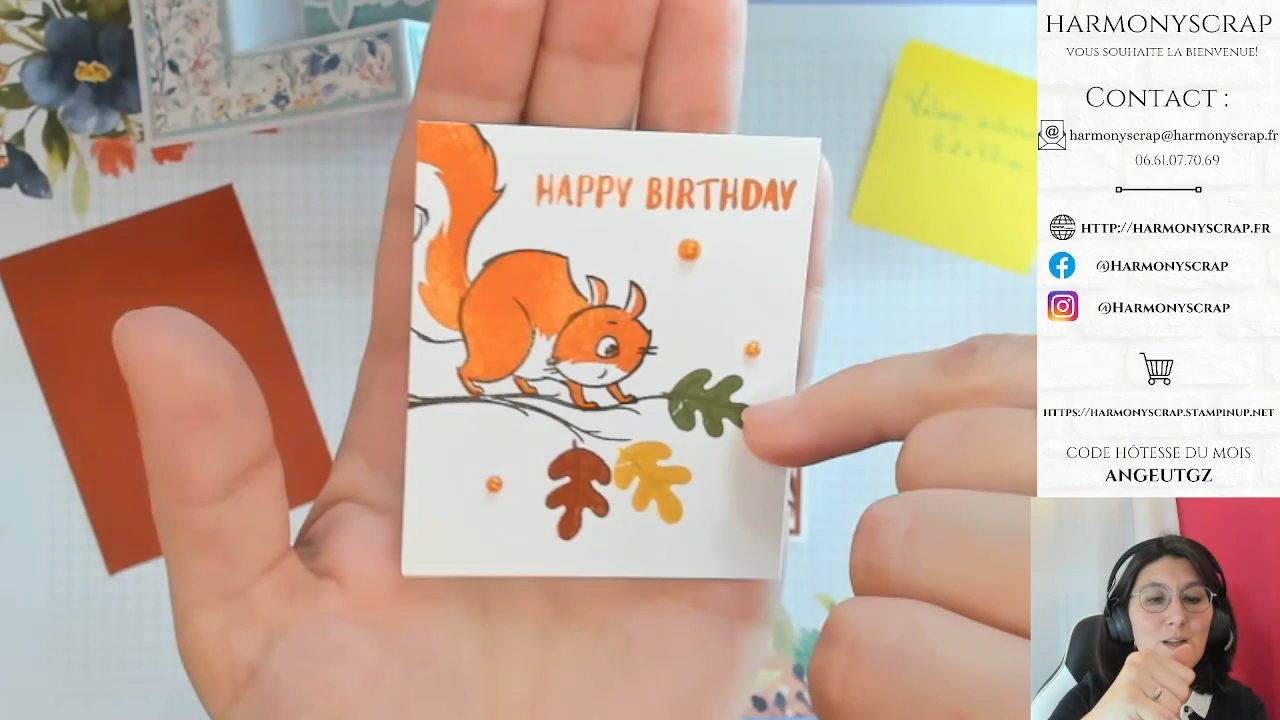 HAPPY BIRTHDAY
HARMONYSCRAP
VOUS SOUHAITE LA BIENVENUE!
CONTACT :
harmonyscrap@harmonyscrap.fr
06.61.07.70.69
HTTP://HARMONYSCRAP.FR
@HARMONYSCRAP
@HARMONYSCRAP
HTTPS://HARMONYSCRAP.STAMPINUP.NET
CODE HÔTESSE DU MOIS
ANGEUTGZ